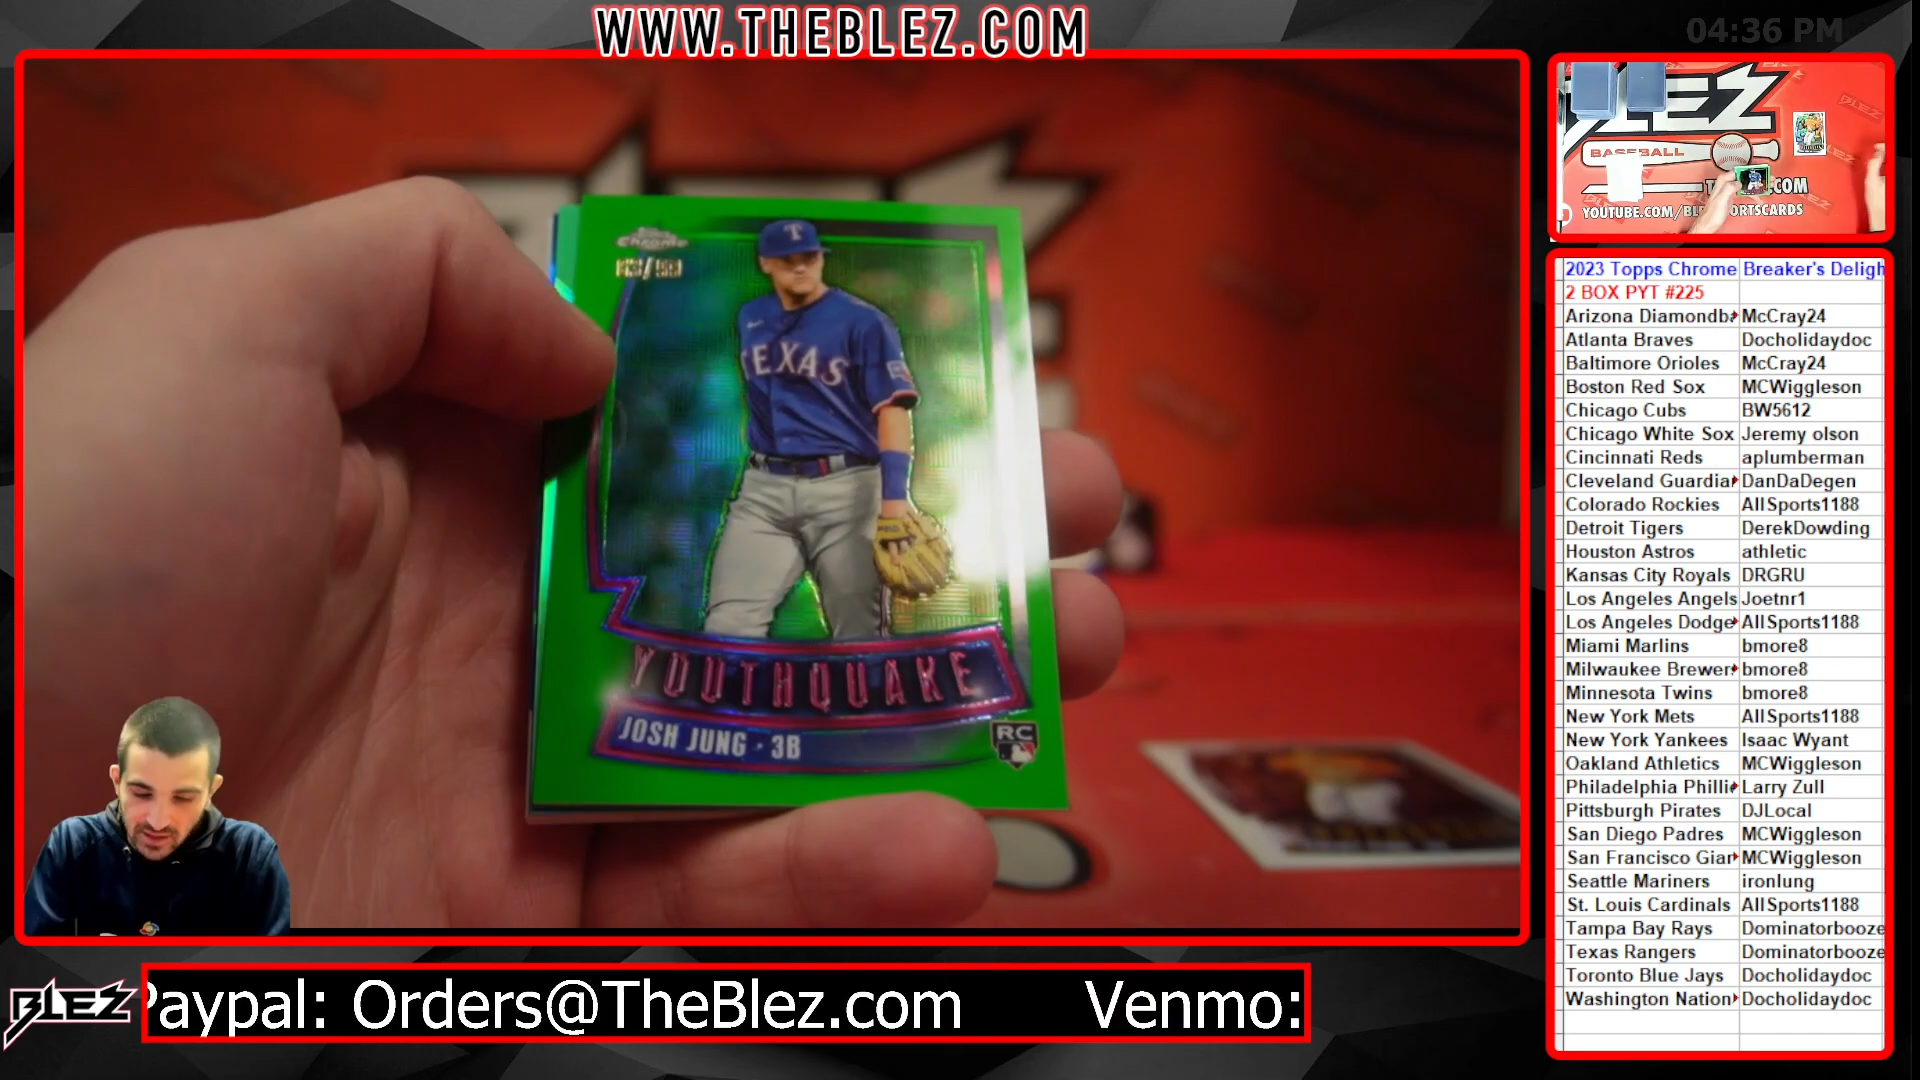 WWW.THEBLEZ.COM
04:36 PM
Topps
Chrome
T
TEXAS
YOUTHQUAKE
JOSH JUNG · 3B
RC
BLEZ
BASEBALL
.COM
YOUTUBE.COM/BL
ORTSCARDS
2023 Topps Chrome Breaker's Deligh
2 BOX PYT #225
Arizona Diamondba McCray24
Atlanta Braves Docholidaydoc
Baltimore Orioles McCray24
Boston Red Sox MCWiggleson
Chicago Cubs BW5612
Chicago White Sox Jeremy olson
Cincinnati Reds aplumberman
Cleveland Guardian DanDaDegen
Colorado Rockies AllSports1188
Detroit Tigers DerekDowding
Houston Astros athletic
Kansas City Royals DRGRU
Los Angeles Angels Joetnr1
Los Angeles Dodge AllSports1188
Miami Marlins bmore8
Milwaukee Brewer bmore8
Minnesota Twins bmore8
New York Mets AllSports1188
New York Yankees Isaac Wyant
Oakland Athletics MCWiggleson
Philadelphia Phillie Larry Zull
Pittsburgh Pirates DJLocal
San Diego Padres MCWiggleson
San Francisco Gian MCWiggleson
Seattle Mariners ironlung
St. Louis Cardinals AllSports1188
Tampa Bay Rays Dominatorbooze
Texas Rangers Dominatorbooze
Toronto Blue Jays Docholidaydoc
Washington Nation Docholidaydoc
BLEZ
Paypal: Orders@TheBlez.com Venmo: